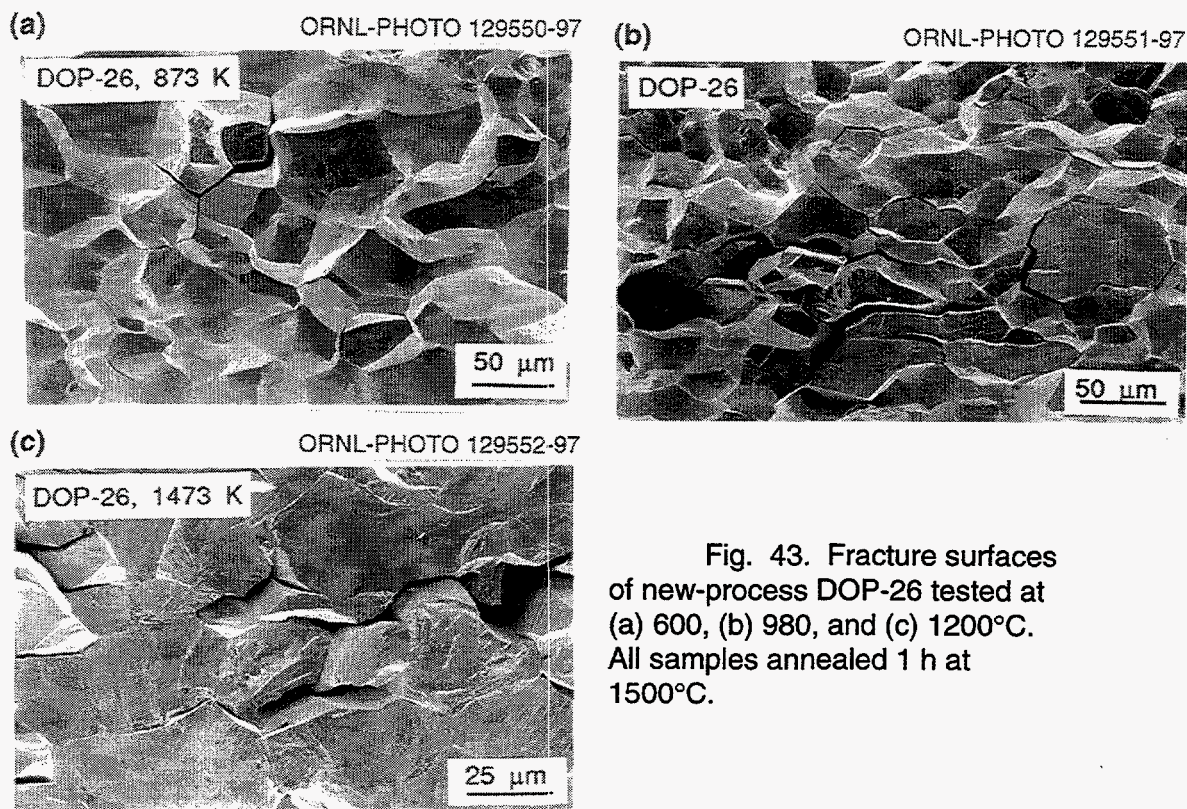 (a)
ORNL-PHOTO 129550-97
DOP-26, 873 K
50 μm
(b)
ORNL-PHOTO 129551-97
DOP-26
50 μm
(c)
ORNL-PHOTO 129552-97
DOP-26, 1473 K
25 μm
Fig. 43. Fracture surfaces
of new-process DOP-26 tested at
(a) 600, (b) 980, and (c) 1200°C.
All samples annealed 1 h at
1500°C.